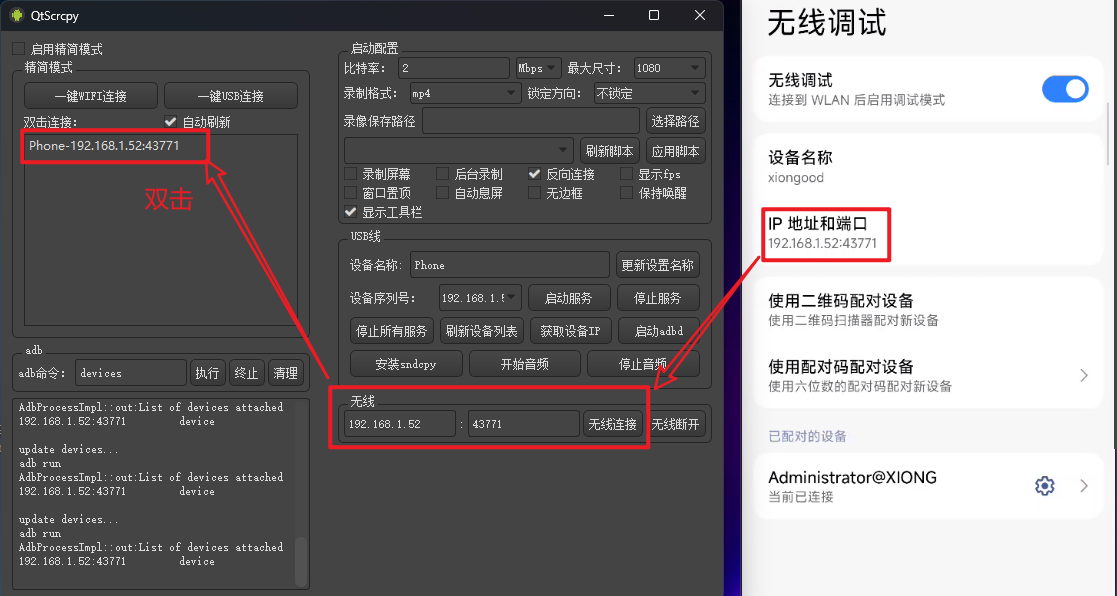 QtScrcpy
启用精简模式
精简模式
一键WIFI连接
一键USB连接
双击连接:
自动刷新
Phone-192.168.1.52:43771
双击
adb
adb命令:
devices
执行
终止
清理
AdbProcessImpl::out:List of devices attached
192.168.1.52:43771 device
update devices...
adb run
AdbProcessImpl::out:List of devices attached
192.168.1.52:43771 device
update devices...
adb run
AdbProcessImpl::out:List of devices attached
192.168.1.52:43771 device
启动配置
比特率: 2 Mbps 最大尺寸: 1080
录制格式: mp4 锁定方向: 不锁定
录像保存路径 选择路径
刷新脚本 应用脚本
录制屏幕 后台录制 反向连接 显示fps
窗口置顶 自动息屏 无边框 保持唤醒
显示工具栏
USB线
设备名称: Phone 更新设置名称
设备序列号: 192.168.1. 启动服务 停止服务
停止所有服务 刷新设备列表 获取设备IP 启动adbd
安装sndcpy 开始音频 停止音频
无线
192.168.1.52 : 43771 无线连接 无线断开
无线调试
无线调试
连接到 WLAN 后启用调试模式
设备名称
xiongood
IP 地址和端口
192.168.1.52:43771
使用二维码配对设备
使用二维码扫描器配对新设备
使用配对码配对设备
使用六位数的配对码配对新设备
已配对的设备
Administrator@XIONG
当前已连接